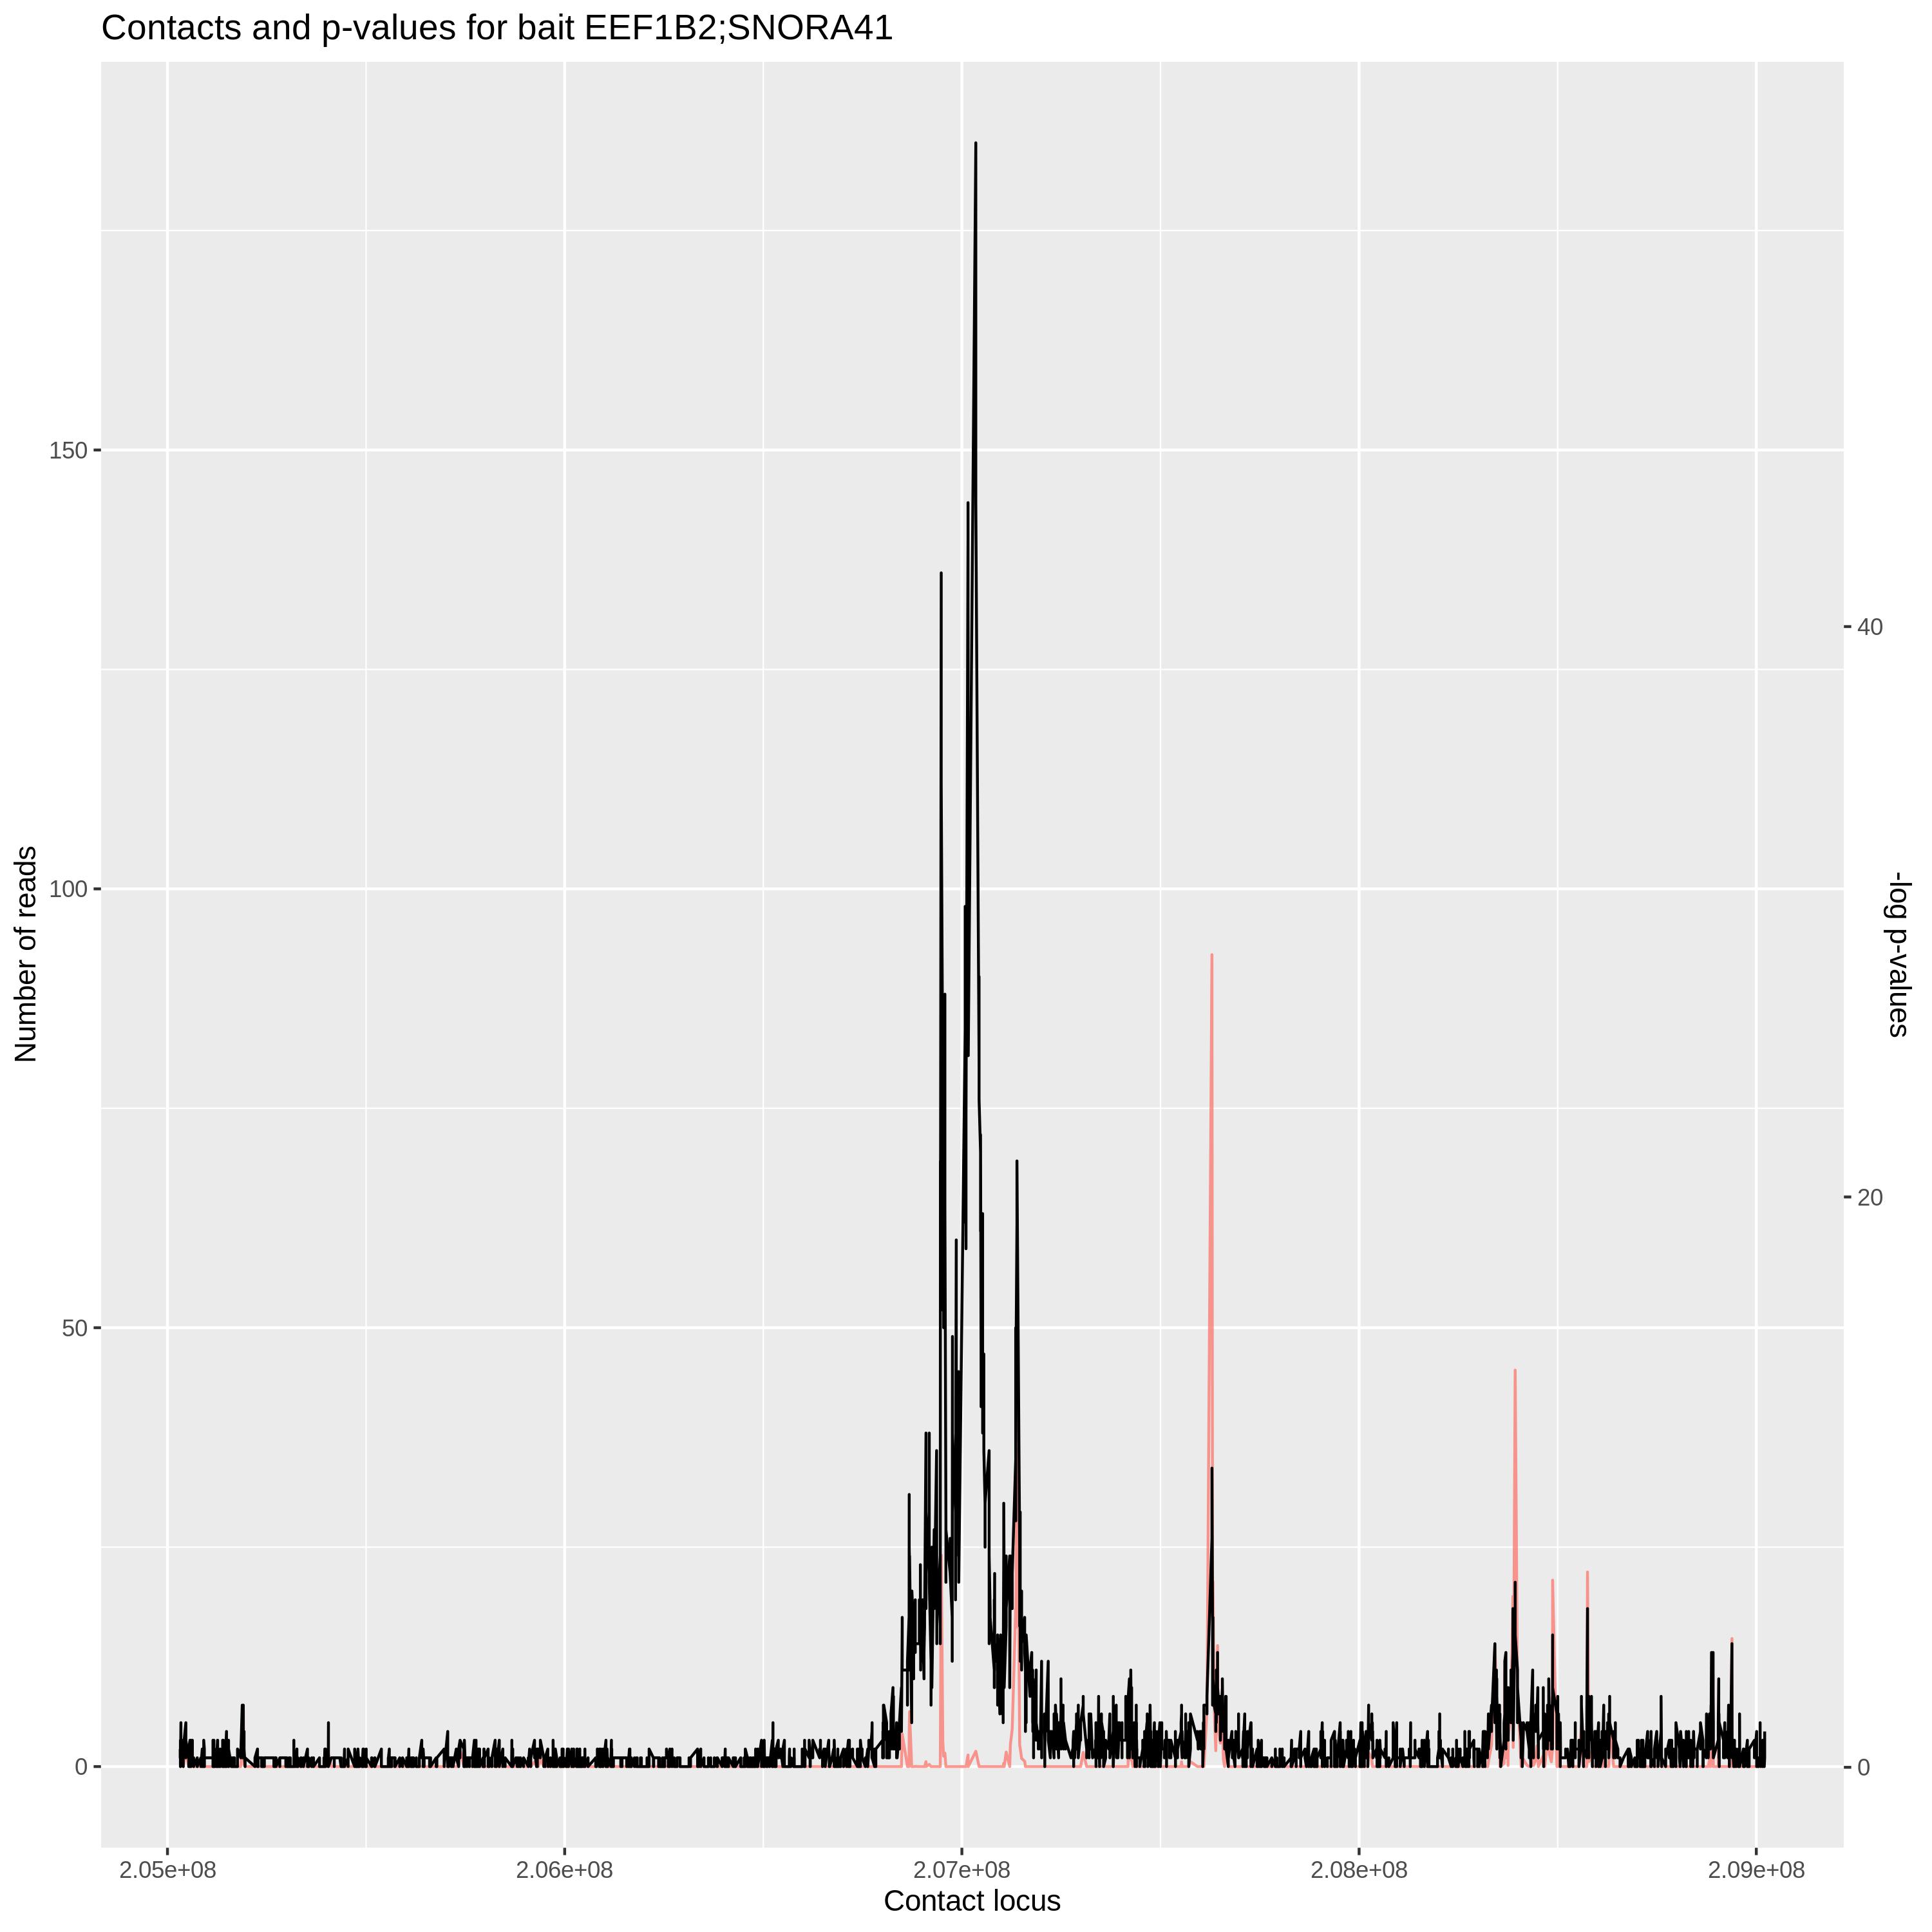 Contacts and p-values for bait EEF1B2;SNORA41
150
100
50
0
Number of reads
40
20
0
-log p-values
2.05e+08
2.06e+08
2.07e+08
2.08e+08
2.09e+08
Contact locus